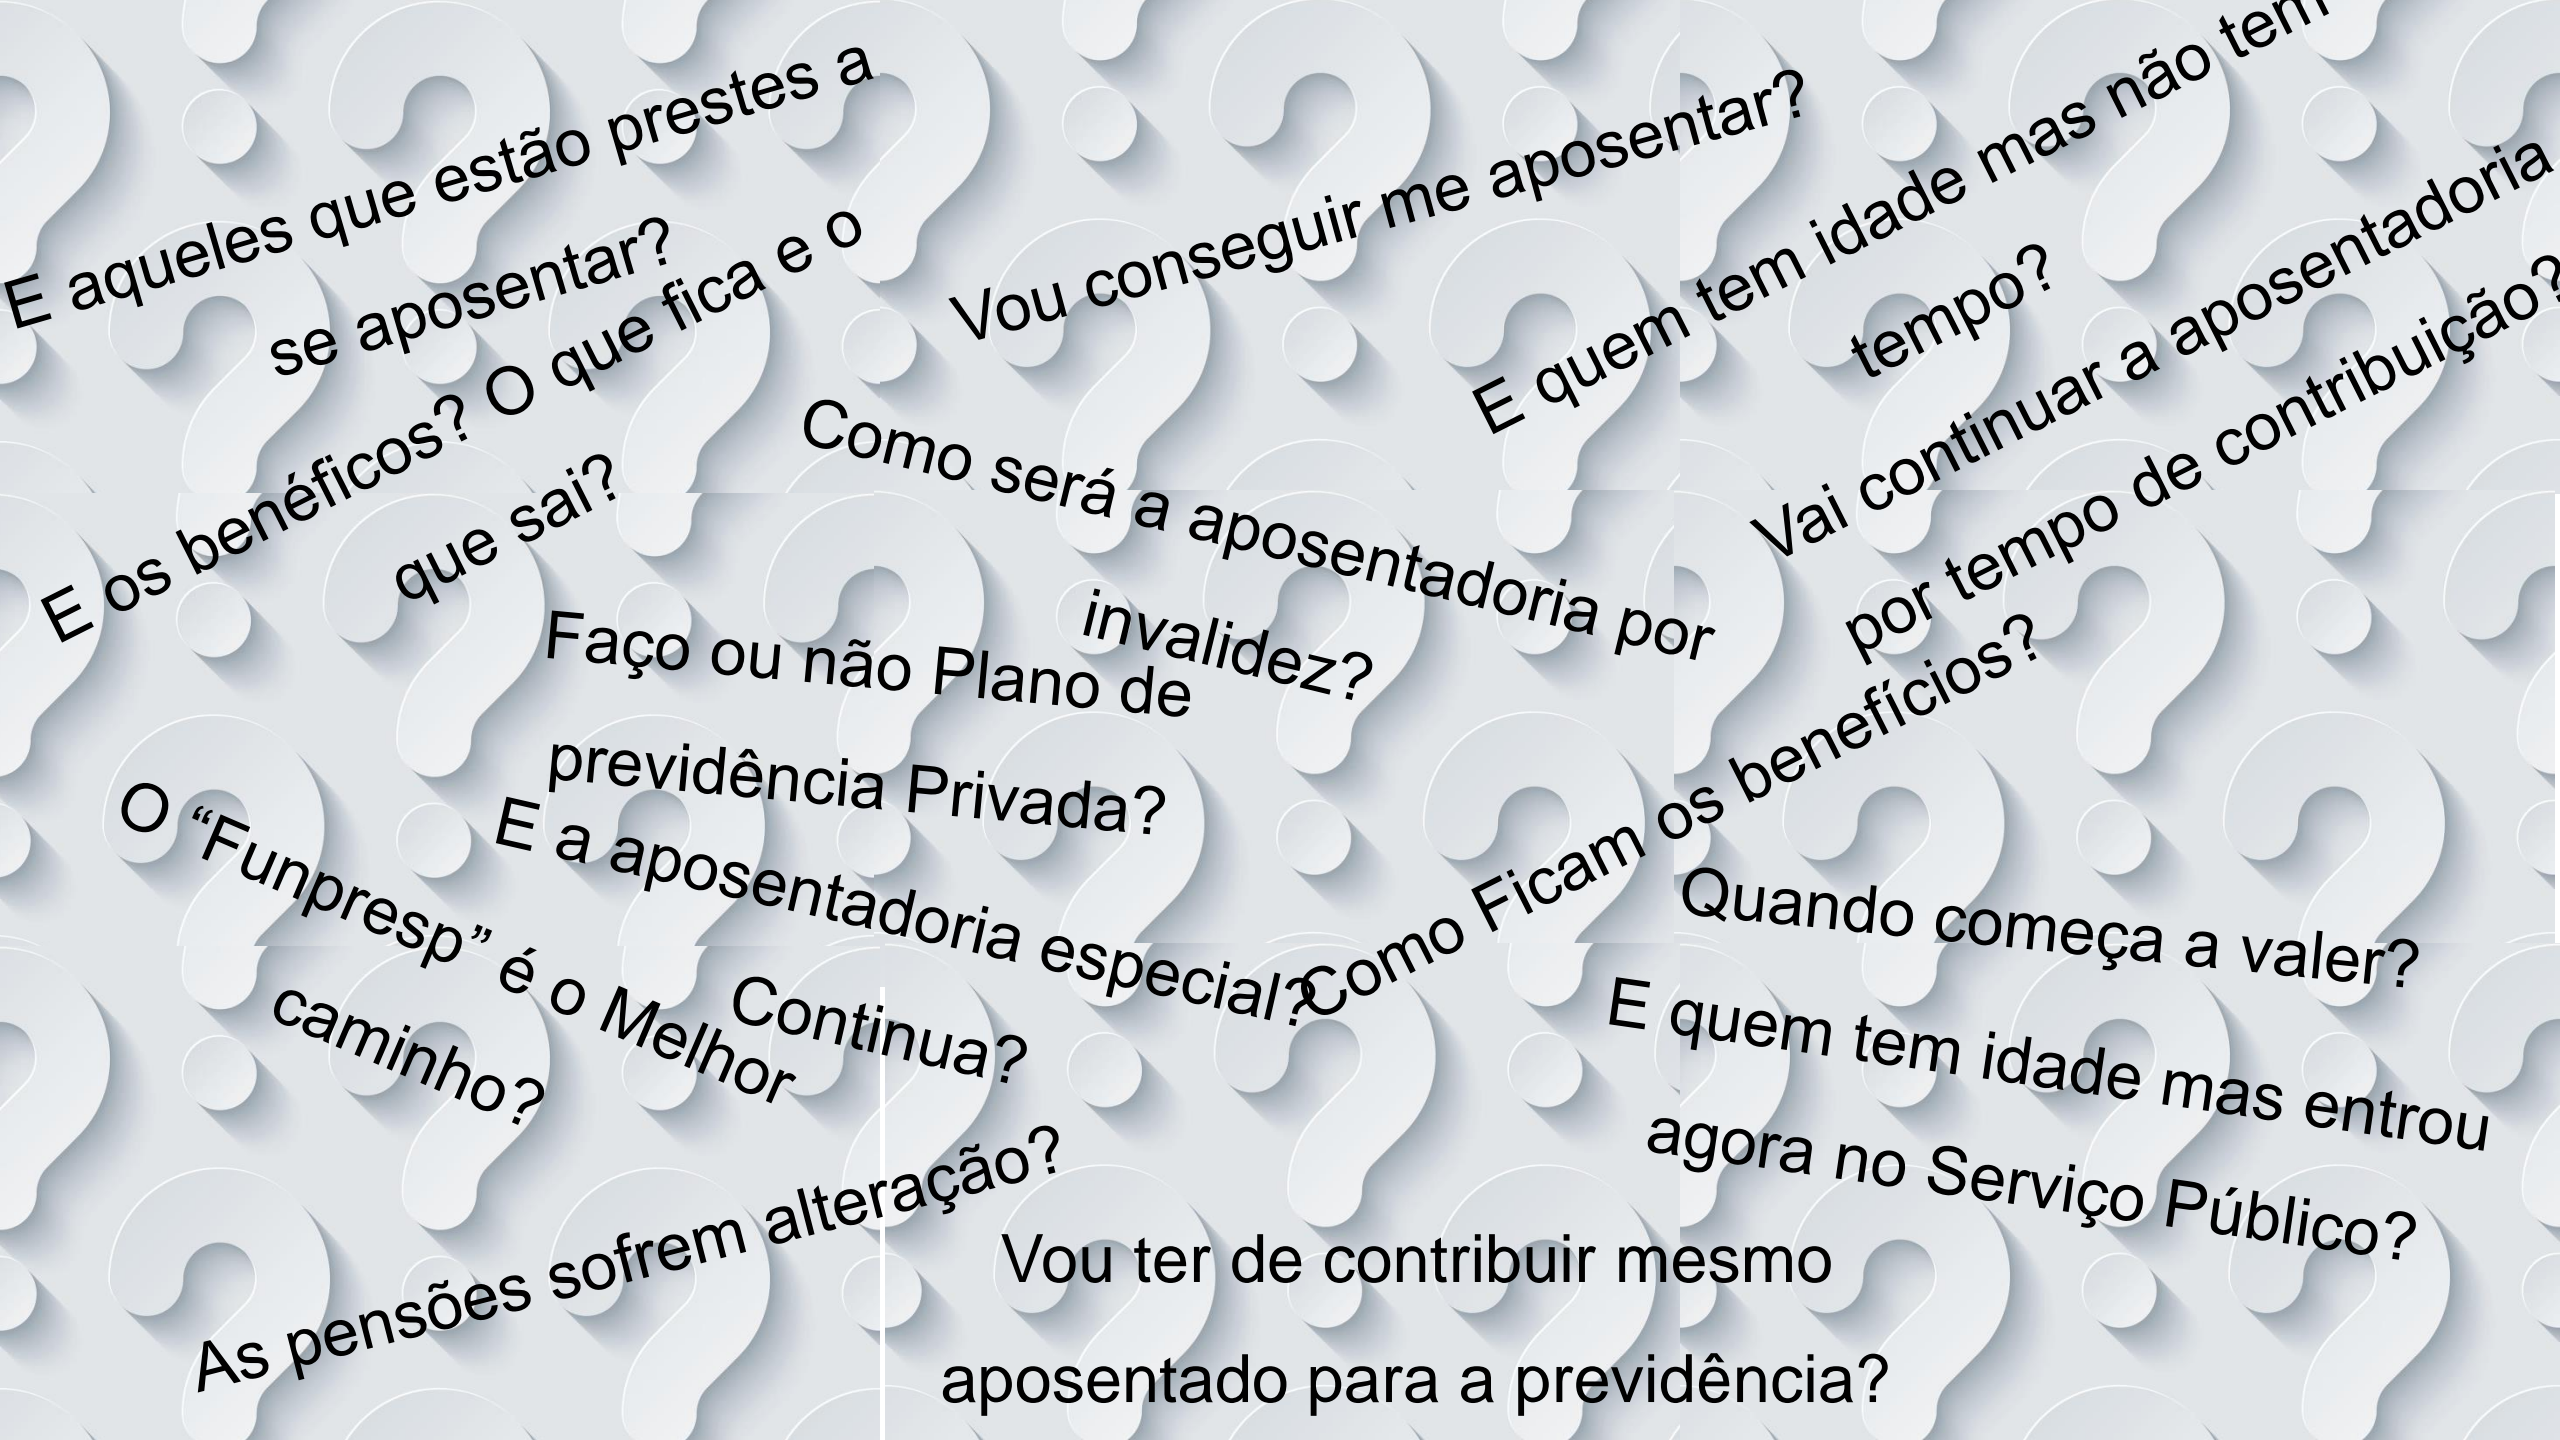 E aqueles que estão prestes a
se aposentar?
Vou conseguir me aposentar?
E quem tem idade mas não tem
tempo?
E os benéficos? O que fica e o
que sai?
Como será a aposentadoria por
invalidez?
Vai continuar a aposentadoria
por tempo de contribuição?
Faço ou não Plano de
previdência Privada?
O “Funpresp” é o Melhor
caminho?
E a aposentadoria especial?
Continua?
Como Ficam os benefícios?
Quando começa a valer?
E quem tem idade mas entrou
agora no Serviço Público?
As pensões sofrem alteração?
Vou ter de contribuir mesmo
aposentado para a previdência?